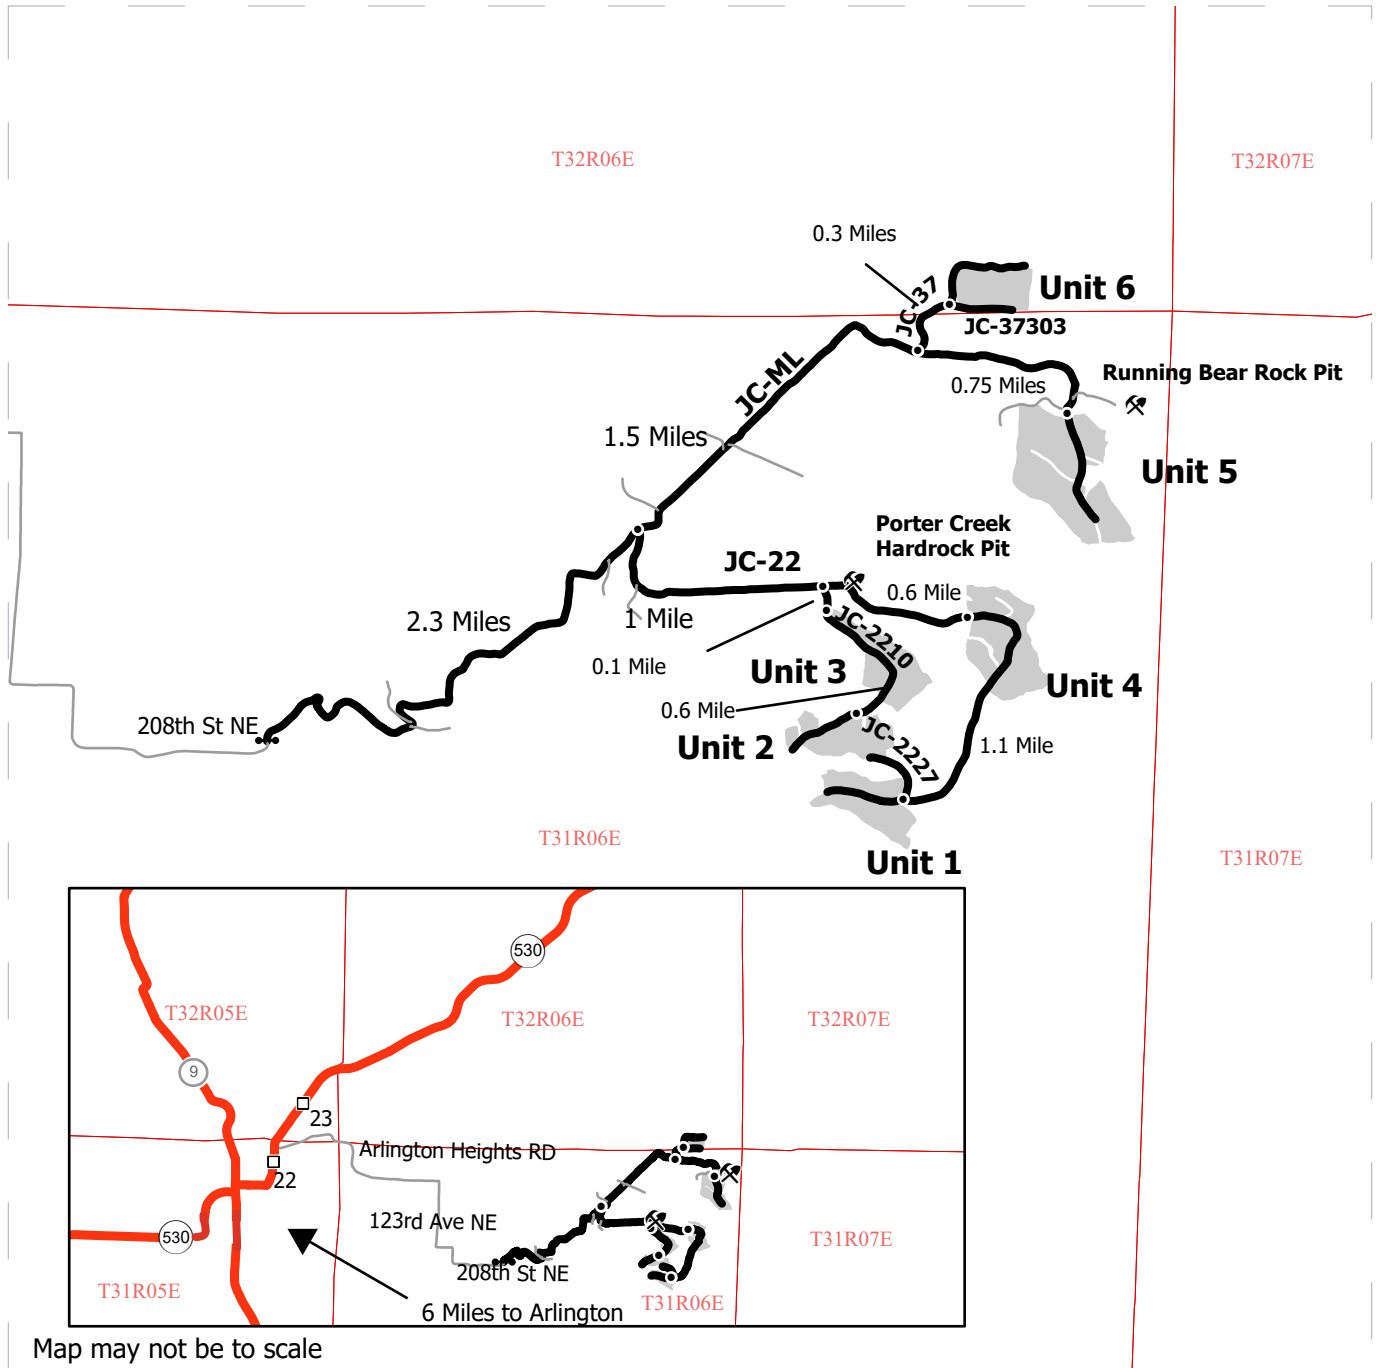 T32R06E
T32R07E
0.3 Miles
Unit 6
JC-37
JC-37303
Running Bear Rock Pit
JC-ML
0.75 Miles
1.5 Miles
Unit 5
Porter Creek
Hardrock Pit
JC-22
0.6 Mile
2.3 Miles
1 Mile
JC-2210
0.1 Mile
Unit 3
Unit 4
0.6 Mile
208th St NE
Unit 2
JC-2227
1.1 Mile
T31R06E
T31R07E
Unit 1
530
T32R05E
T32R06E
T32R07E
9
23
Arlington Heights RD
22
123rd Ave NE
530
T31R07E
208th St NE
T31R05E
T31R06E
6 Miles to Arlington
Map may not be to scale